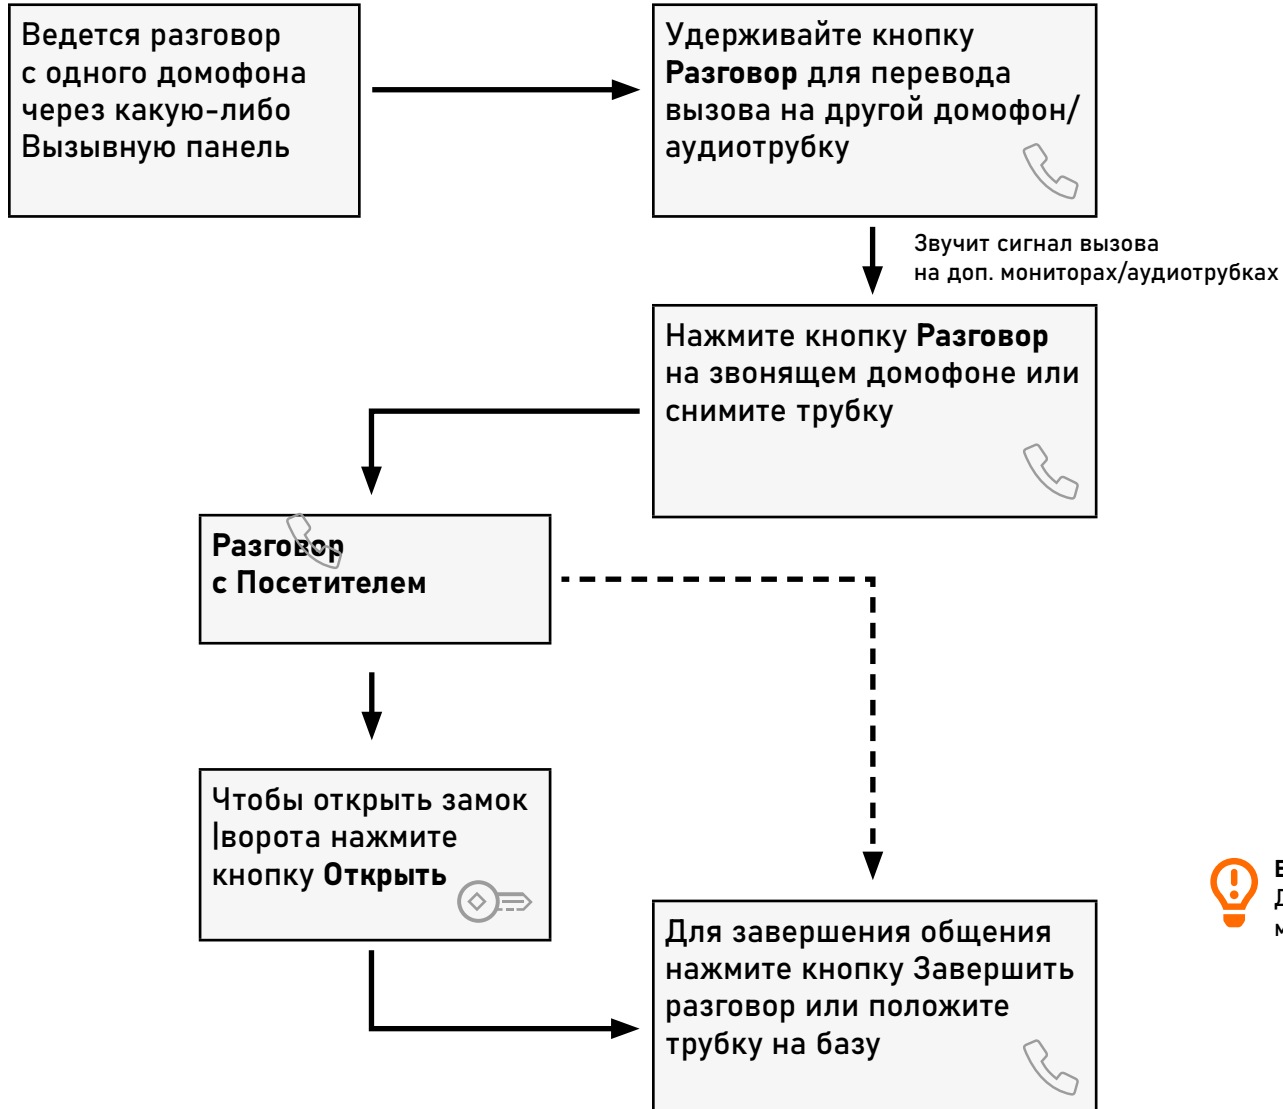 Ведется разговор
с одного домофона
через какую-либо
Вызывную панель
Удерживайте кнопку
Разговор для перевода
вызова на другой домофон/
аудиотрубку
Звучит сигнал вызова
на доп. мониторах/аудиотрубках
Нажмите кнопку Разговор
на звонящем домофоне или
снимите трубку
Разговор
с Посетителем
Чтобы открыть замок
|ворота нажмите
кнопку Открыть
Для завершения общения
нажмите кнопку Завершить
разговор или положите
трубку на базу